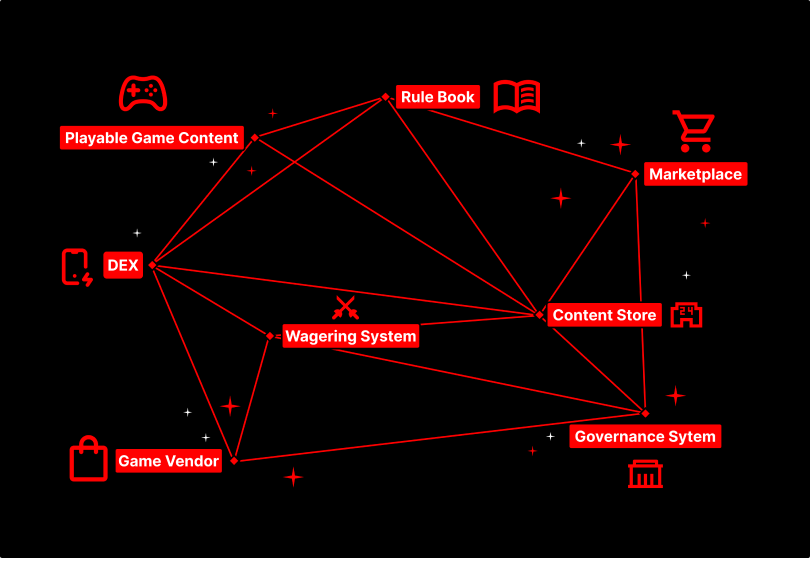 Rule Book
Playable Game Content
Marketplace
DEX
Content Store
24
Wagering System
Governance Sytem
Game Vendor